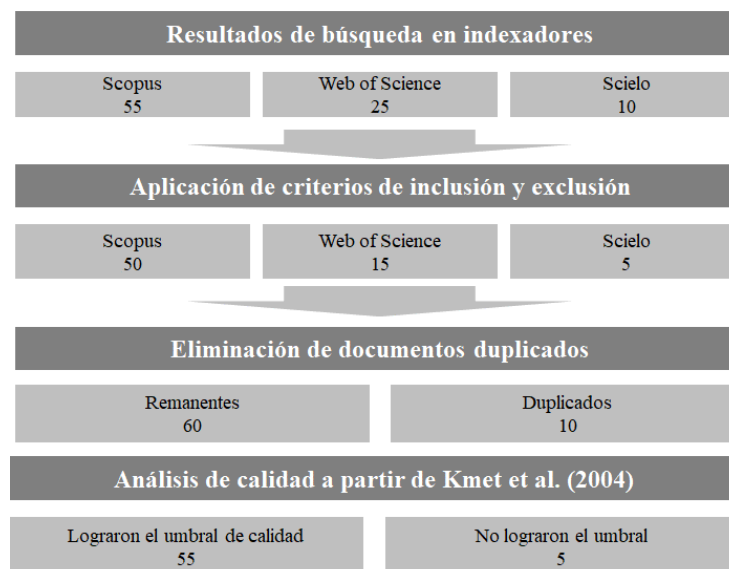 Resultados de búsqueda en indexadores
Scopus
55
Web of Science
25
Scielo
10
Aplicación de criterios de inclusión y exclusión
Scopus
50
Web of Science
15
Scielo
5
Eliminación de documentos duplicados
Remanentes
60
Duplicados
10
Análisis de calidad a partir de Kmet et al. (2004)
Lograron el umbral de calidad
55
No lograron el umbral
5